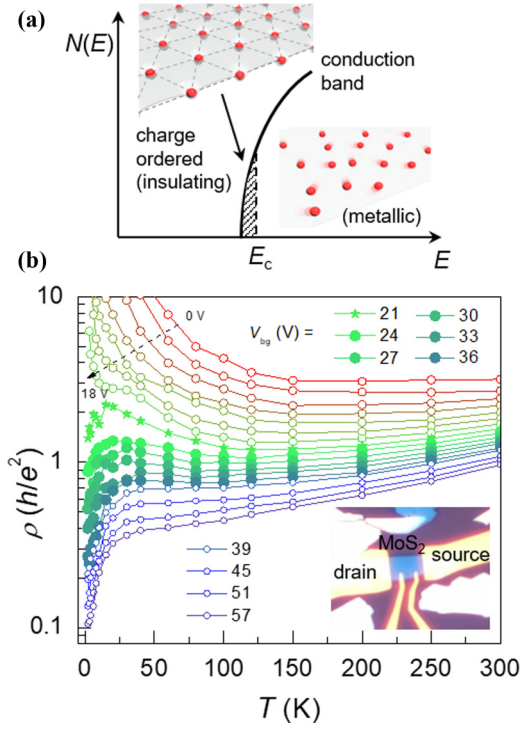 (a)
N(E)
conduction
band
charge
ordered
(insulating)
(metallic)
E_c
E
(b)
10
0 V
V_bg (V) =
21
30
24
33
27
36
18 V
ρ (h/e²)
1
39
45
51
57
MoS₂
source
drain
0.1
0 50 100 150 200 250 300
T (K)